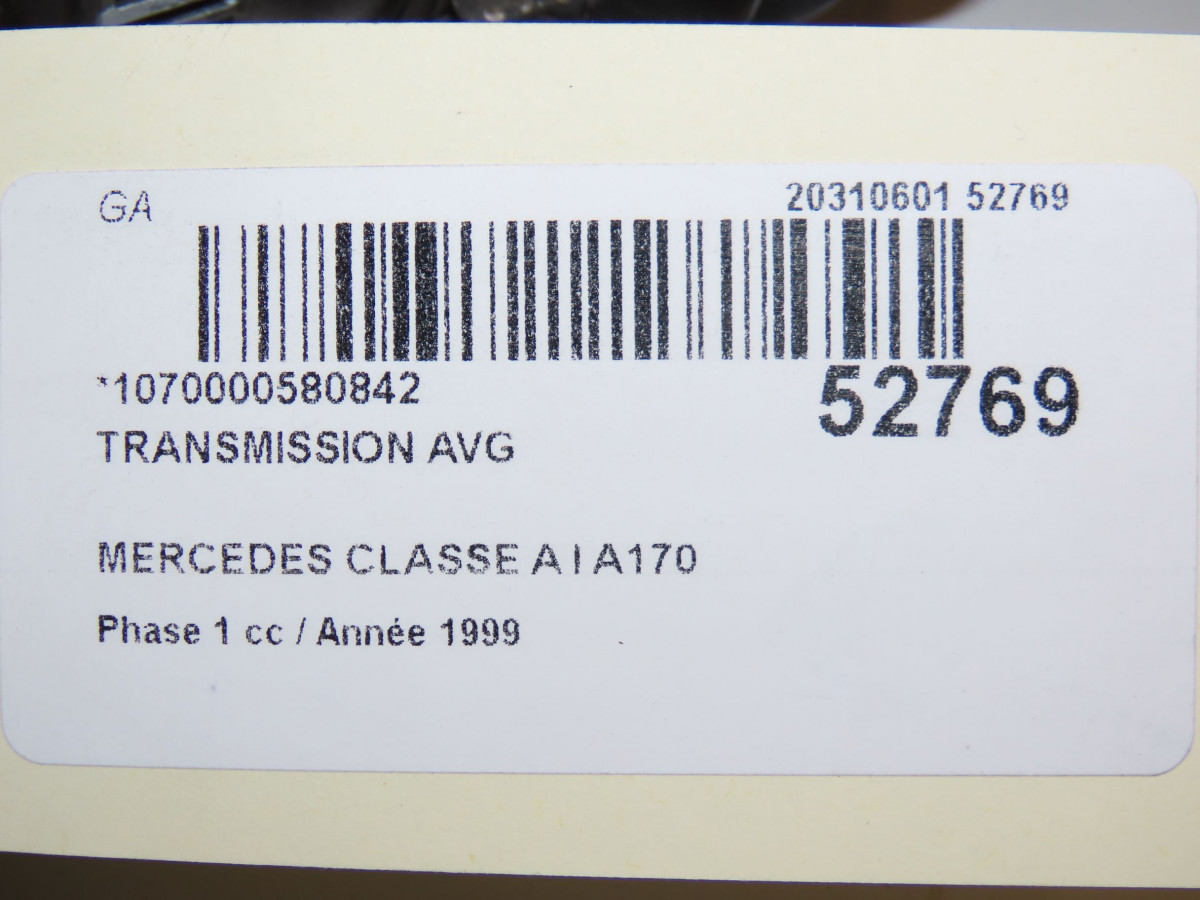 GA
20310601 52769
*1070000580842
52769
TRANSMISSION AVG
MERCEDES CLASSE A I A170
Phase 1 cc / Année 1999